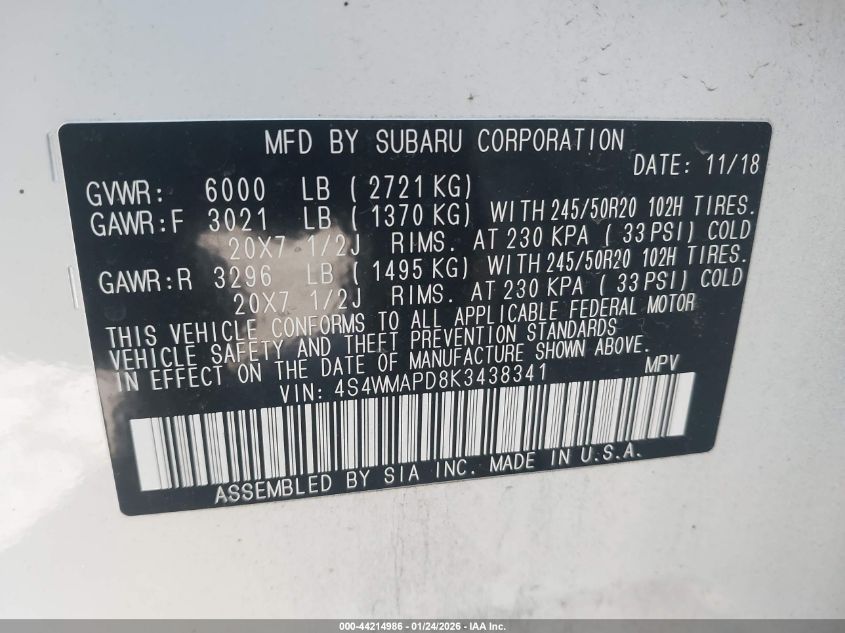 MFD BY SUBARU CORPORATION
DATE: 11/18
GVWR: 6000 LB ( 2721 KG)
GAWR:F 3021 LB ( 1370 KG) WITH 245/50R20 102H TIRES.
20X7 1/2J RIMS. AT 230 KPA ( 33 PSI) COLD
GAWR:R 3296 LB ( 1495 KG) WITH 245/50R20 102H TIRES.
20X7 1/2J RIMS. AT 230 KPA ( 33 PSI) COLD
THIS VEHICLE CONFORMS TO ALL APPLICABLE FEDERAL MOTOR
VEHICLE SAFETY AND THEFT PREVENTION STANDARDS
IN EFFECT ON THE DATE OF MANUFACTURE SHOWN ABOVE.
VIN: 4S4WMAPD8K3438341 MPV
ASSEMBLED BY SIA INC. MADE IN U.S.A.
000-44214986 - 01/24/2026 - IAA Inc.